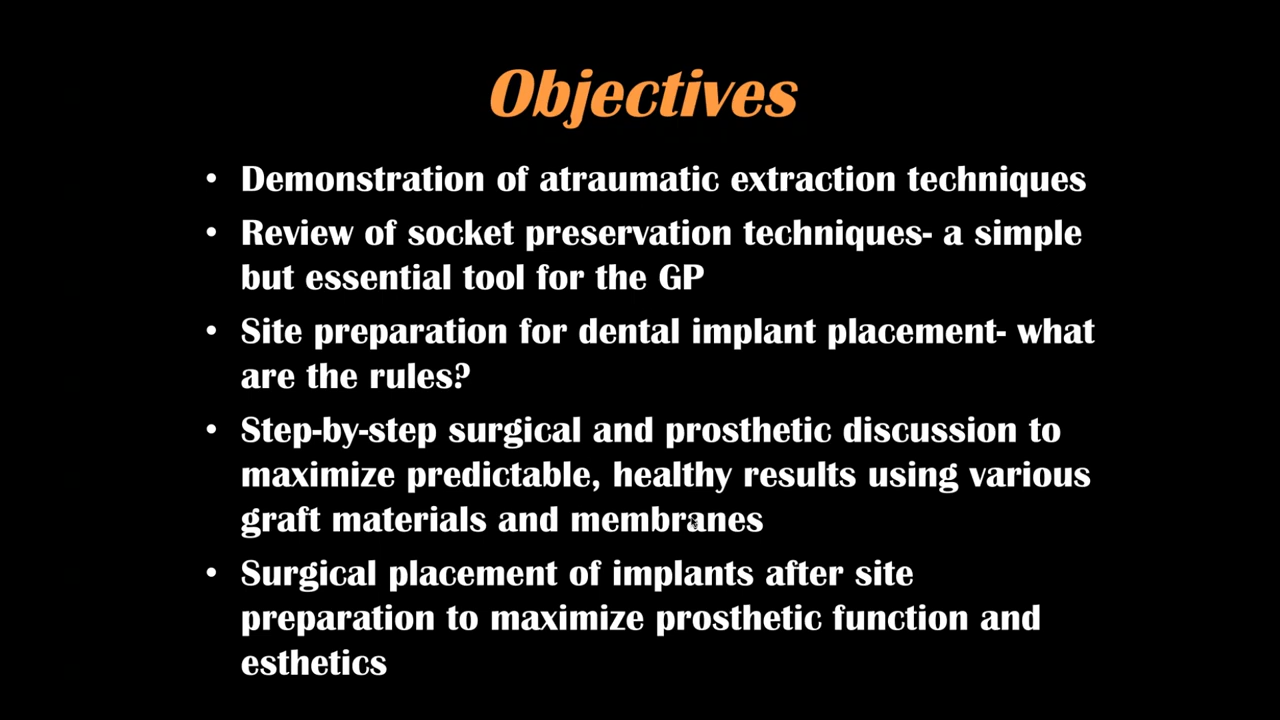 Objectives
• Demonstration of atraumatic extraction techniques
• Review of socket preservation techniques- a simple
but essential tool for the GP
• Site preparation for dental implant placement- what
are the rules?
• Step-by-step surgical and prosthetic discussion to
maximize predictable, healthy results using various
graft materials and membranes
• Surgical placement of implants after site
preparation to maximize prosthetic function and
esthetics